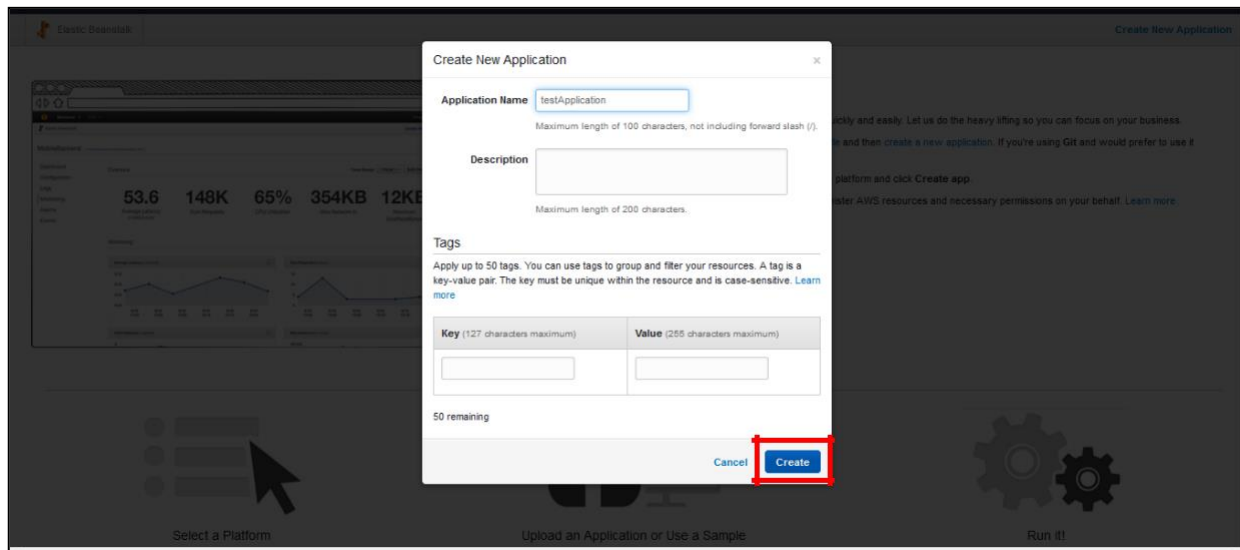 Elastic Beanstalk
Create New Application
Create New Application
×
Application Name
testApplication
Maximum length of 100 characters, not including forward slash (/).
Description
Maximum length of 200 characters.
Tags
Apply up to 50 tags. You can use tags to group and filter your resources. A tag is a
key-value pair. The key must be unique within the resource and is case-sensitive. Learn
more
Key (127 characters maximum)
Value (255 characters maximum)
50 remaining
Cancel
Create
quickly and easily. Let us do the heavy lifting so you can focus on your business.
and then create a new application. If you're using Git and would prefer to use it
platform and click Create app.
AWS resources and necessary permissions on your behalf. Learn more
53.6 148K 65% 354KB 12KB
Select a Platform
Upload an Application or Use a Sample
Run it!